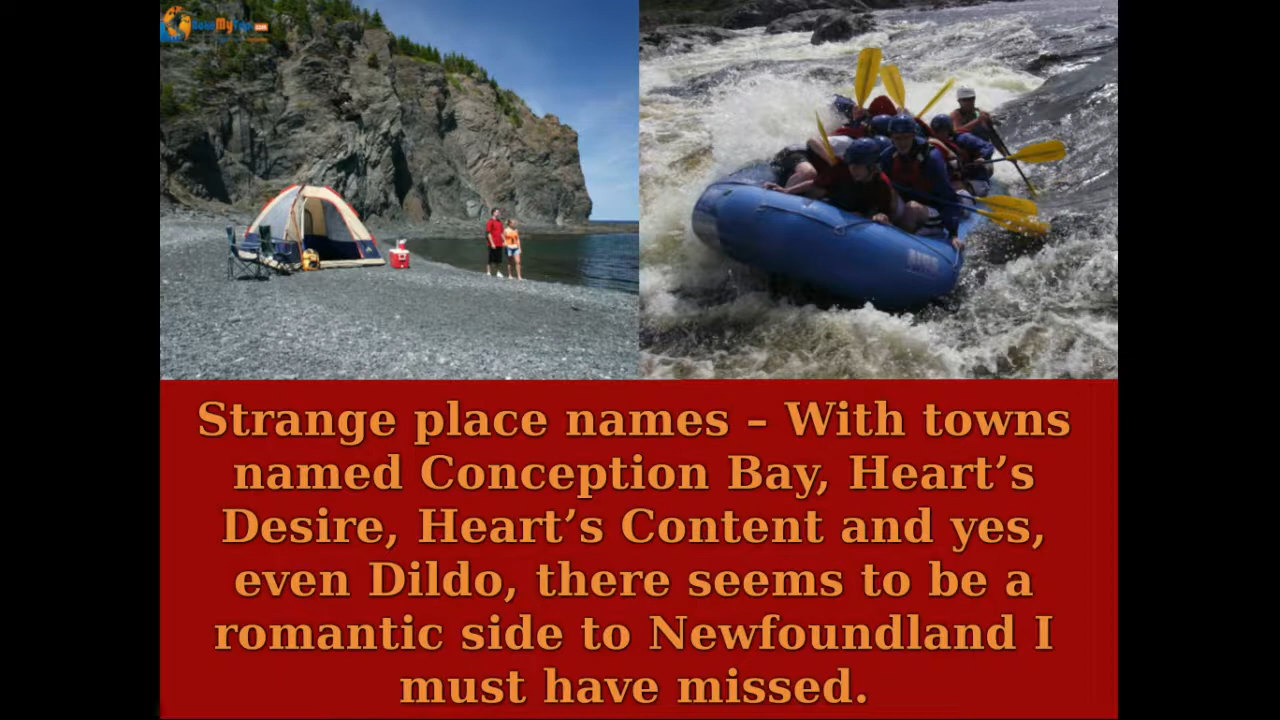 Strange place names – With towns
named Conception Bay, Heart’s
Desire, Heart’s Content and yes,
even Dildo, there seems to be a
romantic side to Newfoundland I
must have missed.